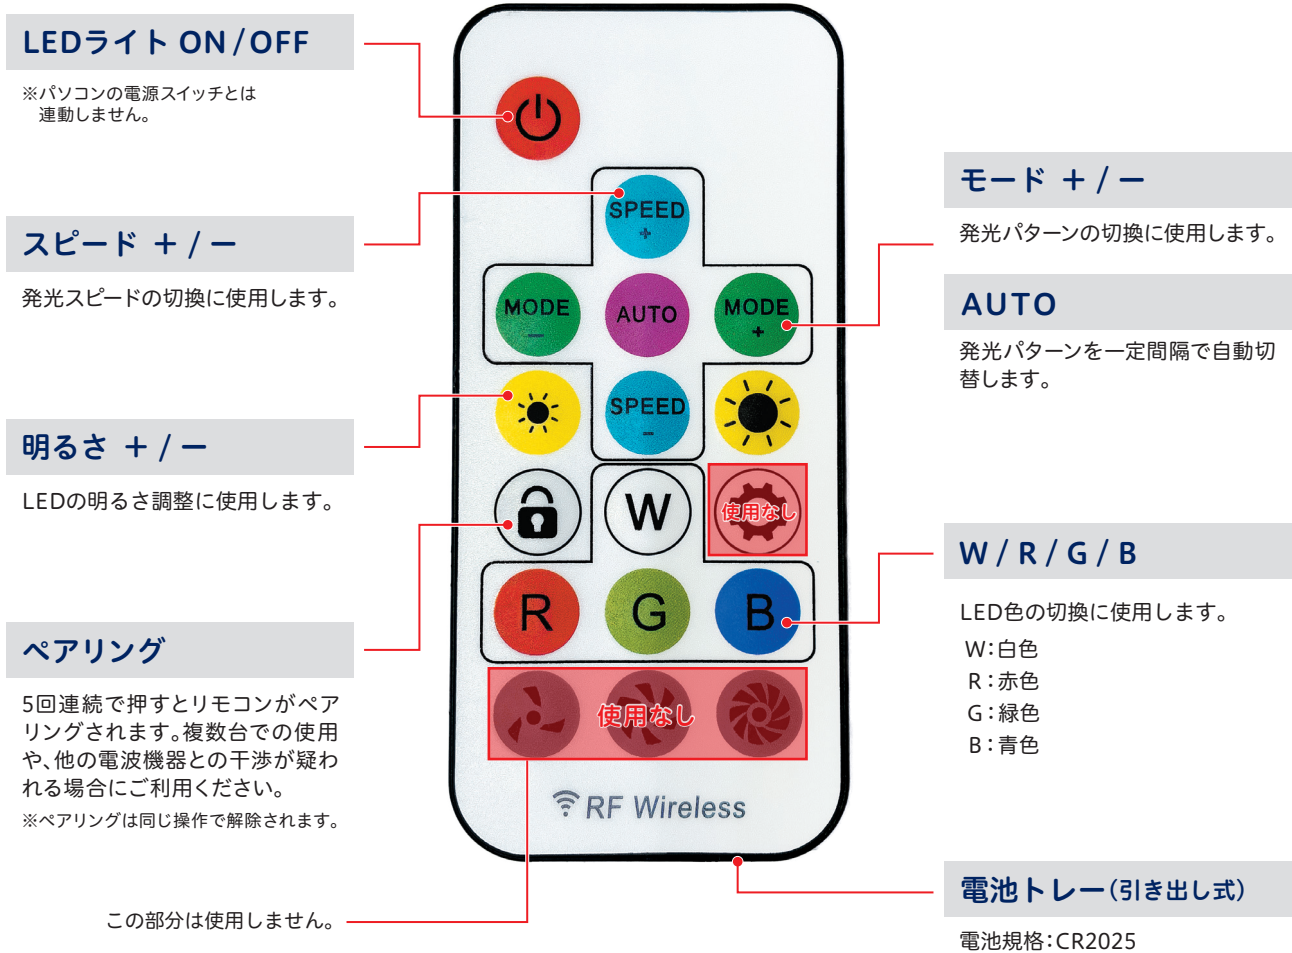 LEDライト ON/OFF
※パソコンの電源スイッチとは
連動しません。
スピード ＋/ー
発光スピードの切換に使用します。
明るさ ＋/ー
LEDの明るさ調整に使用します。
ペアリング
5回連続で押すとリモコンがペア
リングされます。複数台での使用
や、他の電波機器との干渉が疑わ
れる場合にご利用ください。
※ペアリングは同じ操作で解除されます。
この部分は使用しません。
SPEED
+
MODE
−
AUTO
MODE
+
SPEED
−
W
使用なし
R
G
B
使用なし
RF Wireless
モード ＋/ー
発光パターンの切換に使用します。
AUTO
発光パターンを一定間隔で自動切
替します。
W/R/G/B
LED色の切換に使用します。
W：白色
R：赤色
G：緑色
B：青色
電池トレー(引き出し式)
電池規格：CR2025